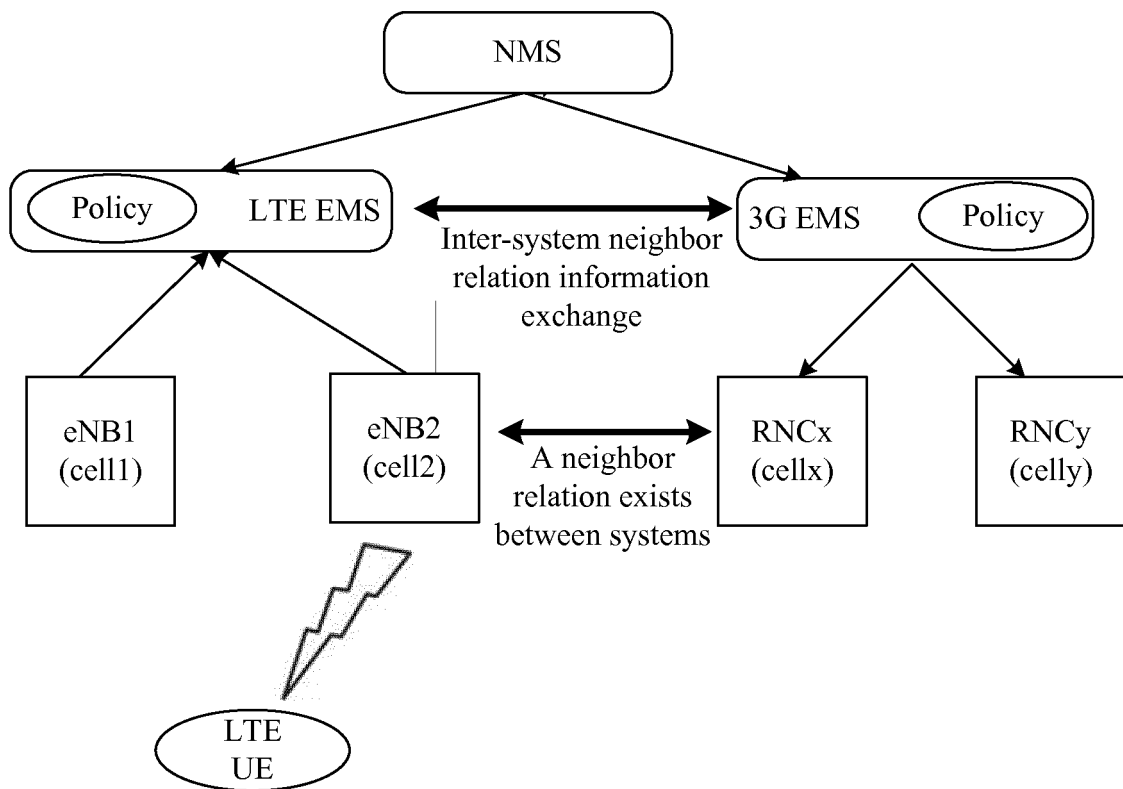 NMS
Policy
LTE EMS
3G EMS
Policy
Inter-system neighbor
relation information
exchange
eNB1
(cell1)
eNB2
(cell2)
RNCx
(cellx)
RNCy
(celly)
A neighbor
relation exists
between systems
LTE
UE